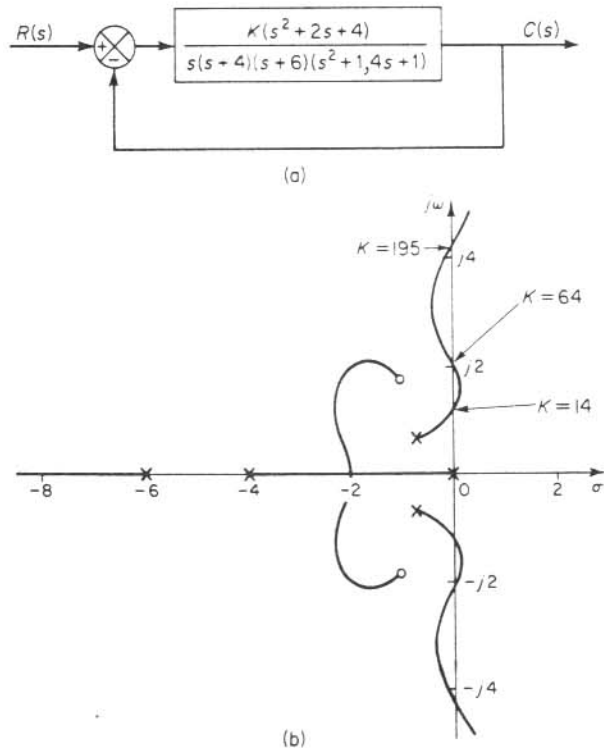 R(s)
+
−
K(s² + 2s + 4)
s(s + 4)(s + 6)(s² + 1,4s + 1)
C(s)
(a)
jω
K = 195
j4
K = 64
j2
K = 14
−8
−6
−4
−2
0
2
σ
−j2
−j4
(b)